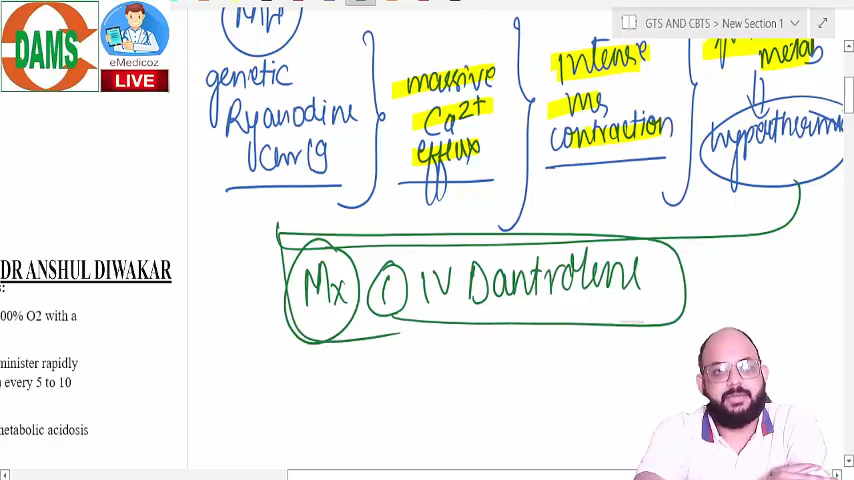 DAMS
eMedicoz
LIVE
GTS AND CBTS > New Section 1
MH
genetic
Ryanodine
massive
Ca2+
efflux
Intense
ms
contraction
metab
hyperthermia
Mx 1 IV Dantrolene
DR ANSHUL DIWAKAR
s:
00% O2 with a
minister rapidly
every 5 to 10
metabolic acidosis